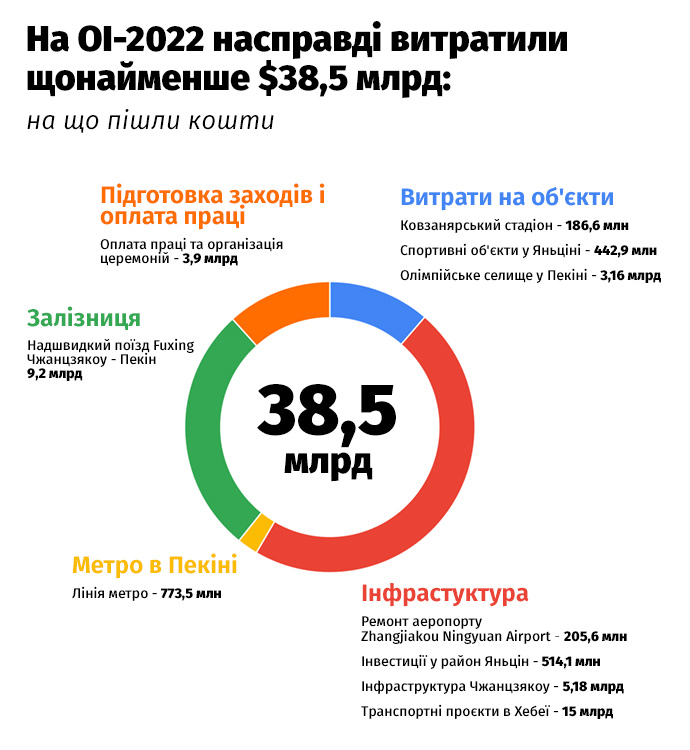 На ОІ-2022 насправді витратили
щонайменше $38,5 млрд:
на що пішли кошти
Підготовка заходів і
оплата праці
Оплата праці та організація
церемоній - 3,9 млрд
Витрати на об'єкти
Ковзанярський стадіон - 186,6 млн
Спортивні об'єкти у Яньціні - 442,9 млн
Олімпійське селище у Пекіні - 3,16 млрд
Залізниця
Надшвидкий поїзд Fuxing
Чжанцзякоу - Пекін
9,2 млрд
38,5
млрд
Метро в Пекіні
Лінія метро - 773,5 млн
Інфрастуктура
Ремонт аеропорту
Zhangjiakou Ningyuan Airport - 205,6 млн
Інвестиції у район Яньцін - 514,1 млн
Інфраструктура Чжанцзякоу - 5,18 млрд
Транспортні проєкти в Хебеї - 15 млрд